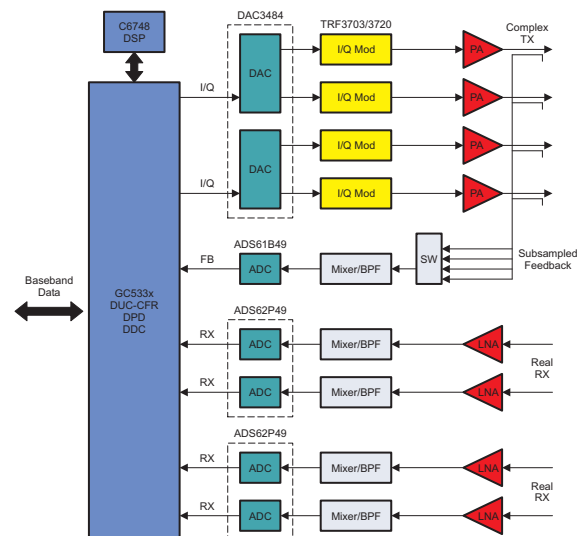 C6748
DSP
DAC3484
TRF3703/3720
Complex
TX
DAC
I/Q Mod
PA
I/Q
I/Q Mod
PA
DAC
I/Q Mod
PA
I/Q
I/Q Mod
PA
ADS61B49
FB
ADC
Mixer/BPF
SW
Subsampled
Feedback
Baseband
Data
GC533x
DUC-CFR
DPD
DDC
ADS62P49
RX
ADC
Mixer/BPF
LNA
Real
RX
RX
ADC
Mixer/BPF
LNA
ADS62P49
RX
ADC
Mixer/BPF
LNA
Real
RX
RX
ADC
Mixer/BPF
LNA